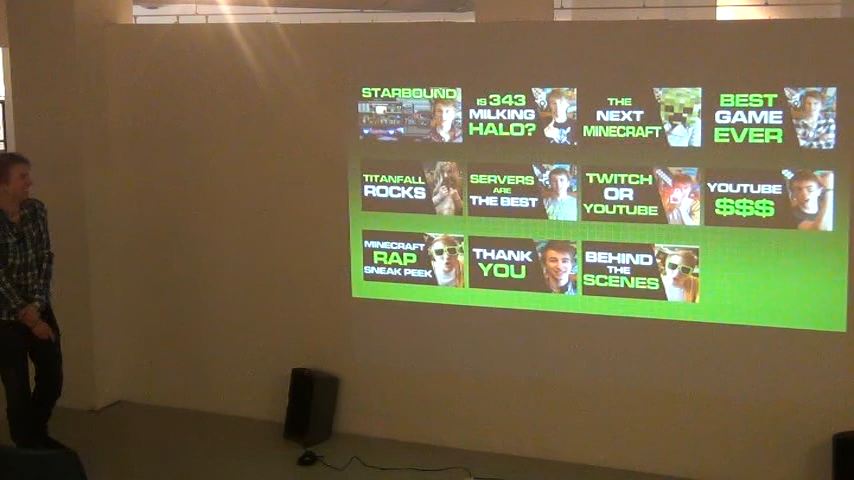 STARBOUND
IS 343
MILKING
HALO?
THE
NEXT
MINECRAFT
BEST
GAME
EVER
TITANFALL
ROCKS
SERVERS
ARE
THE BEST
TWITCH
OR
YOUTUBE
YOUTUBE
$$$
MINECRAFT
RAP
SNEAK PEEK
THANK
YOU
BEHIND
THE
SCENES